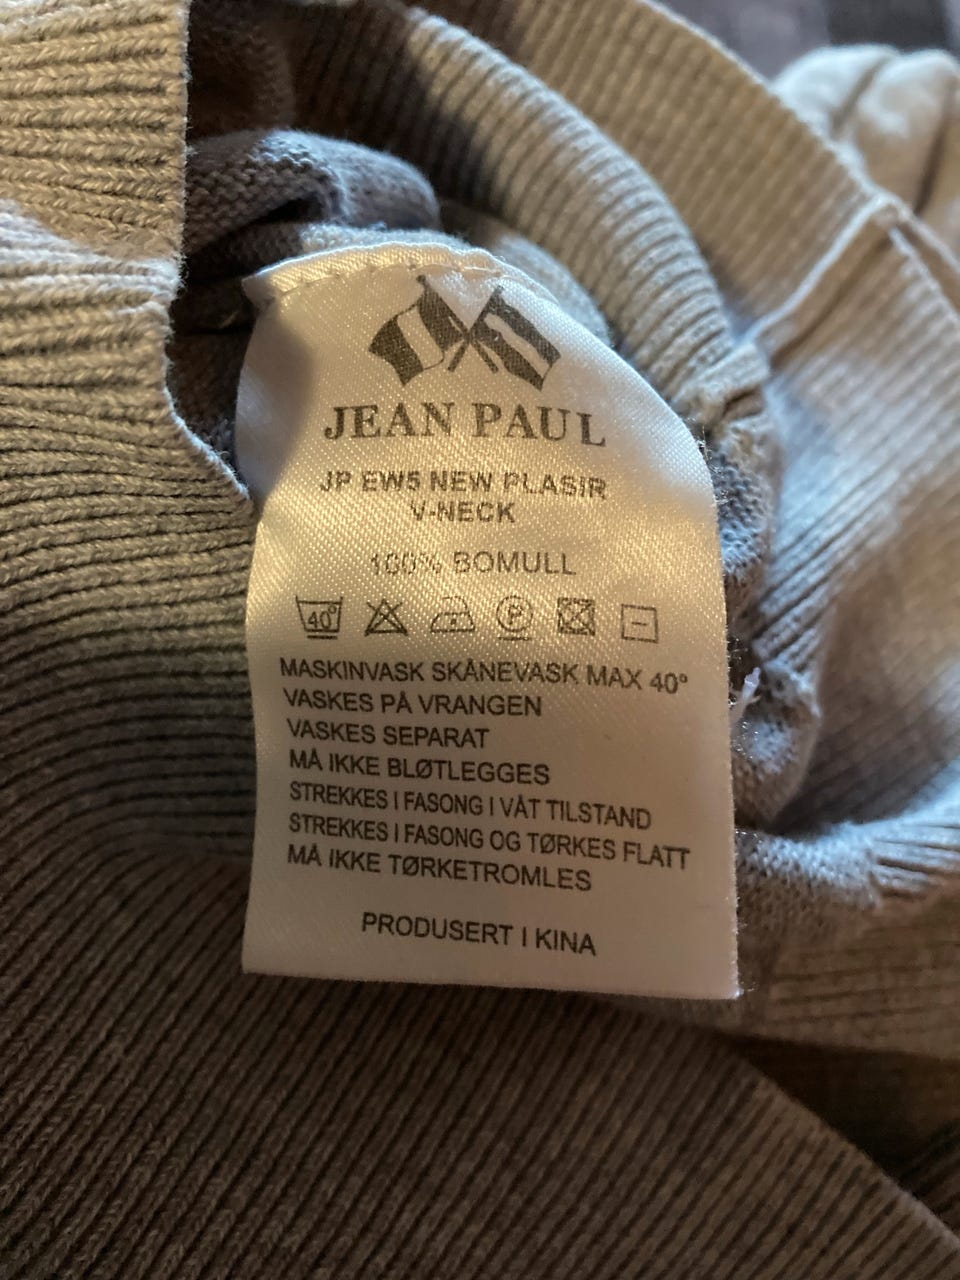 JEAN PAUL
JP EW5 NEW PLASIR
V-NECK
100% BOMULL
40° P
MASKINVASK SKÅNEVASK MAX 40°
VASKES PÅ VRANGEN
VASKES SEPARAT
MÅ IKKE BLØTLEGGES
STREKKES I FASONG I VÅT TILSTAND
STREKKES I FASONG OG TØRKES FLATT
MÅ IKKE TØRKETROMLES
PRODUSERT I KINA